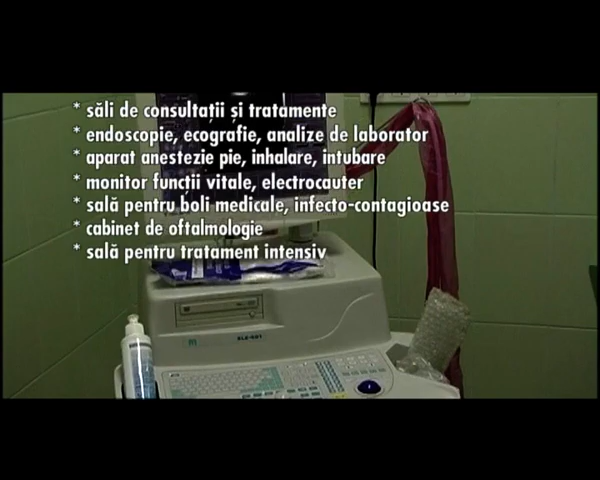 * săli de consultații și tratamente
* endoscopie, ecografie, analize de laborator
* aparat anestezie pie, inhalare, intubare
* monitor funcții vitale, electrocauter
* sală pentru boli medicale, infecto-contagioase
* cabinet de oftalmologie
* sală pentru tratament intensiv